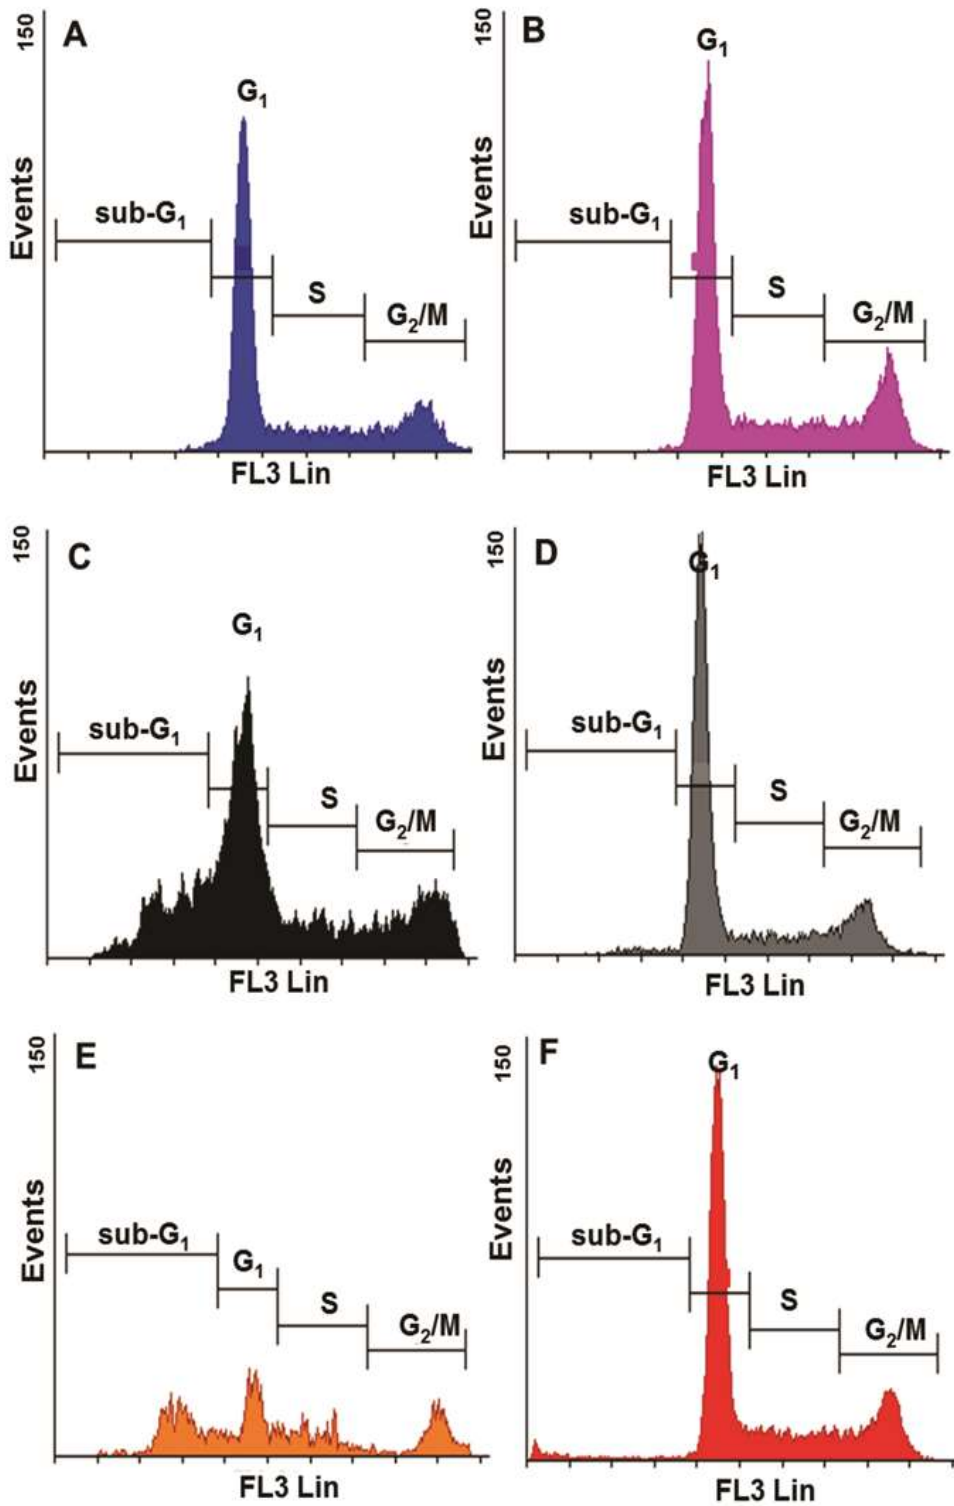 150
A
G₁
Events
sub-G₁
S
G₂/M
FL3 Lin
150
B
G₁
Events
sub-G₁
S
G₂/M
FL3 Lin
150
C
G₁
Events
sub-G₁
S
G₂/M
FL3 Lin
150
D
G₁
Events
sub-G₁
S
G₂/M
FL3 Lin
150
E
Events
sub-G₁
G₁
S
G₂/M
FL3 Lin
150
F
G₁
Events
sub-G₁
S
G₂/M
FL3 Lin